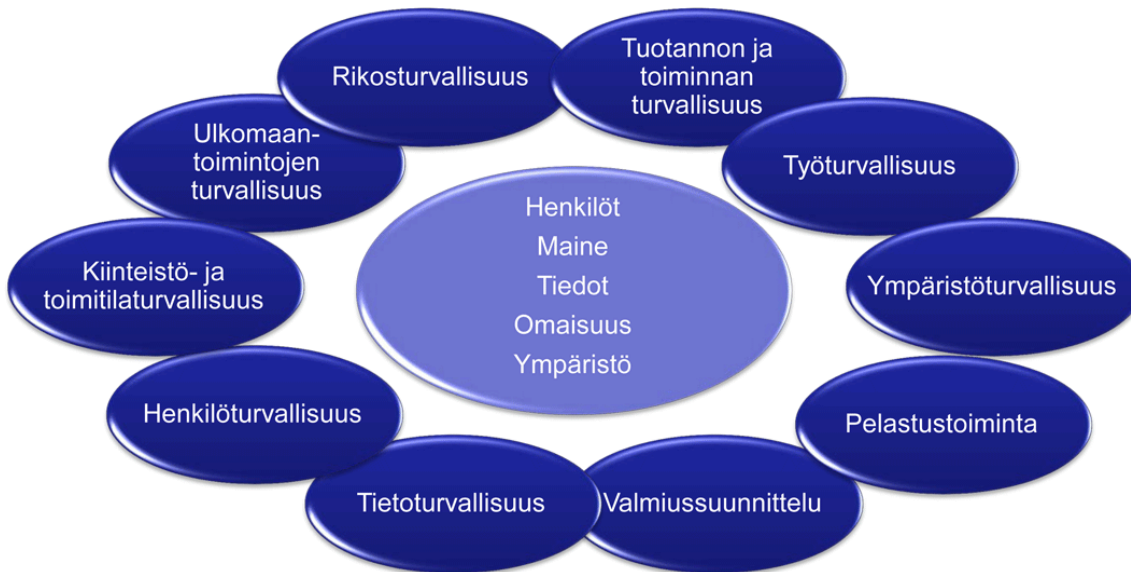 Rikosturvallisuus
Tuotannon ja
toiminnan
turvallisuus
Ulkomaan-
toimintojen
turvallisuus
Työturvallisuus
Henkilöt
Maine
Tiedot
Omaisuus
Ympäristö
Kiinteistö- ja
toimitilaturvallisuus
Ympäristöturvallisuus
Henkilöturvallisuus
Pelastustoiminta
Tietoturvallisuus
Valmiussuunnittelu